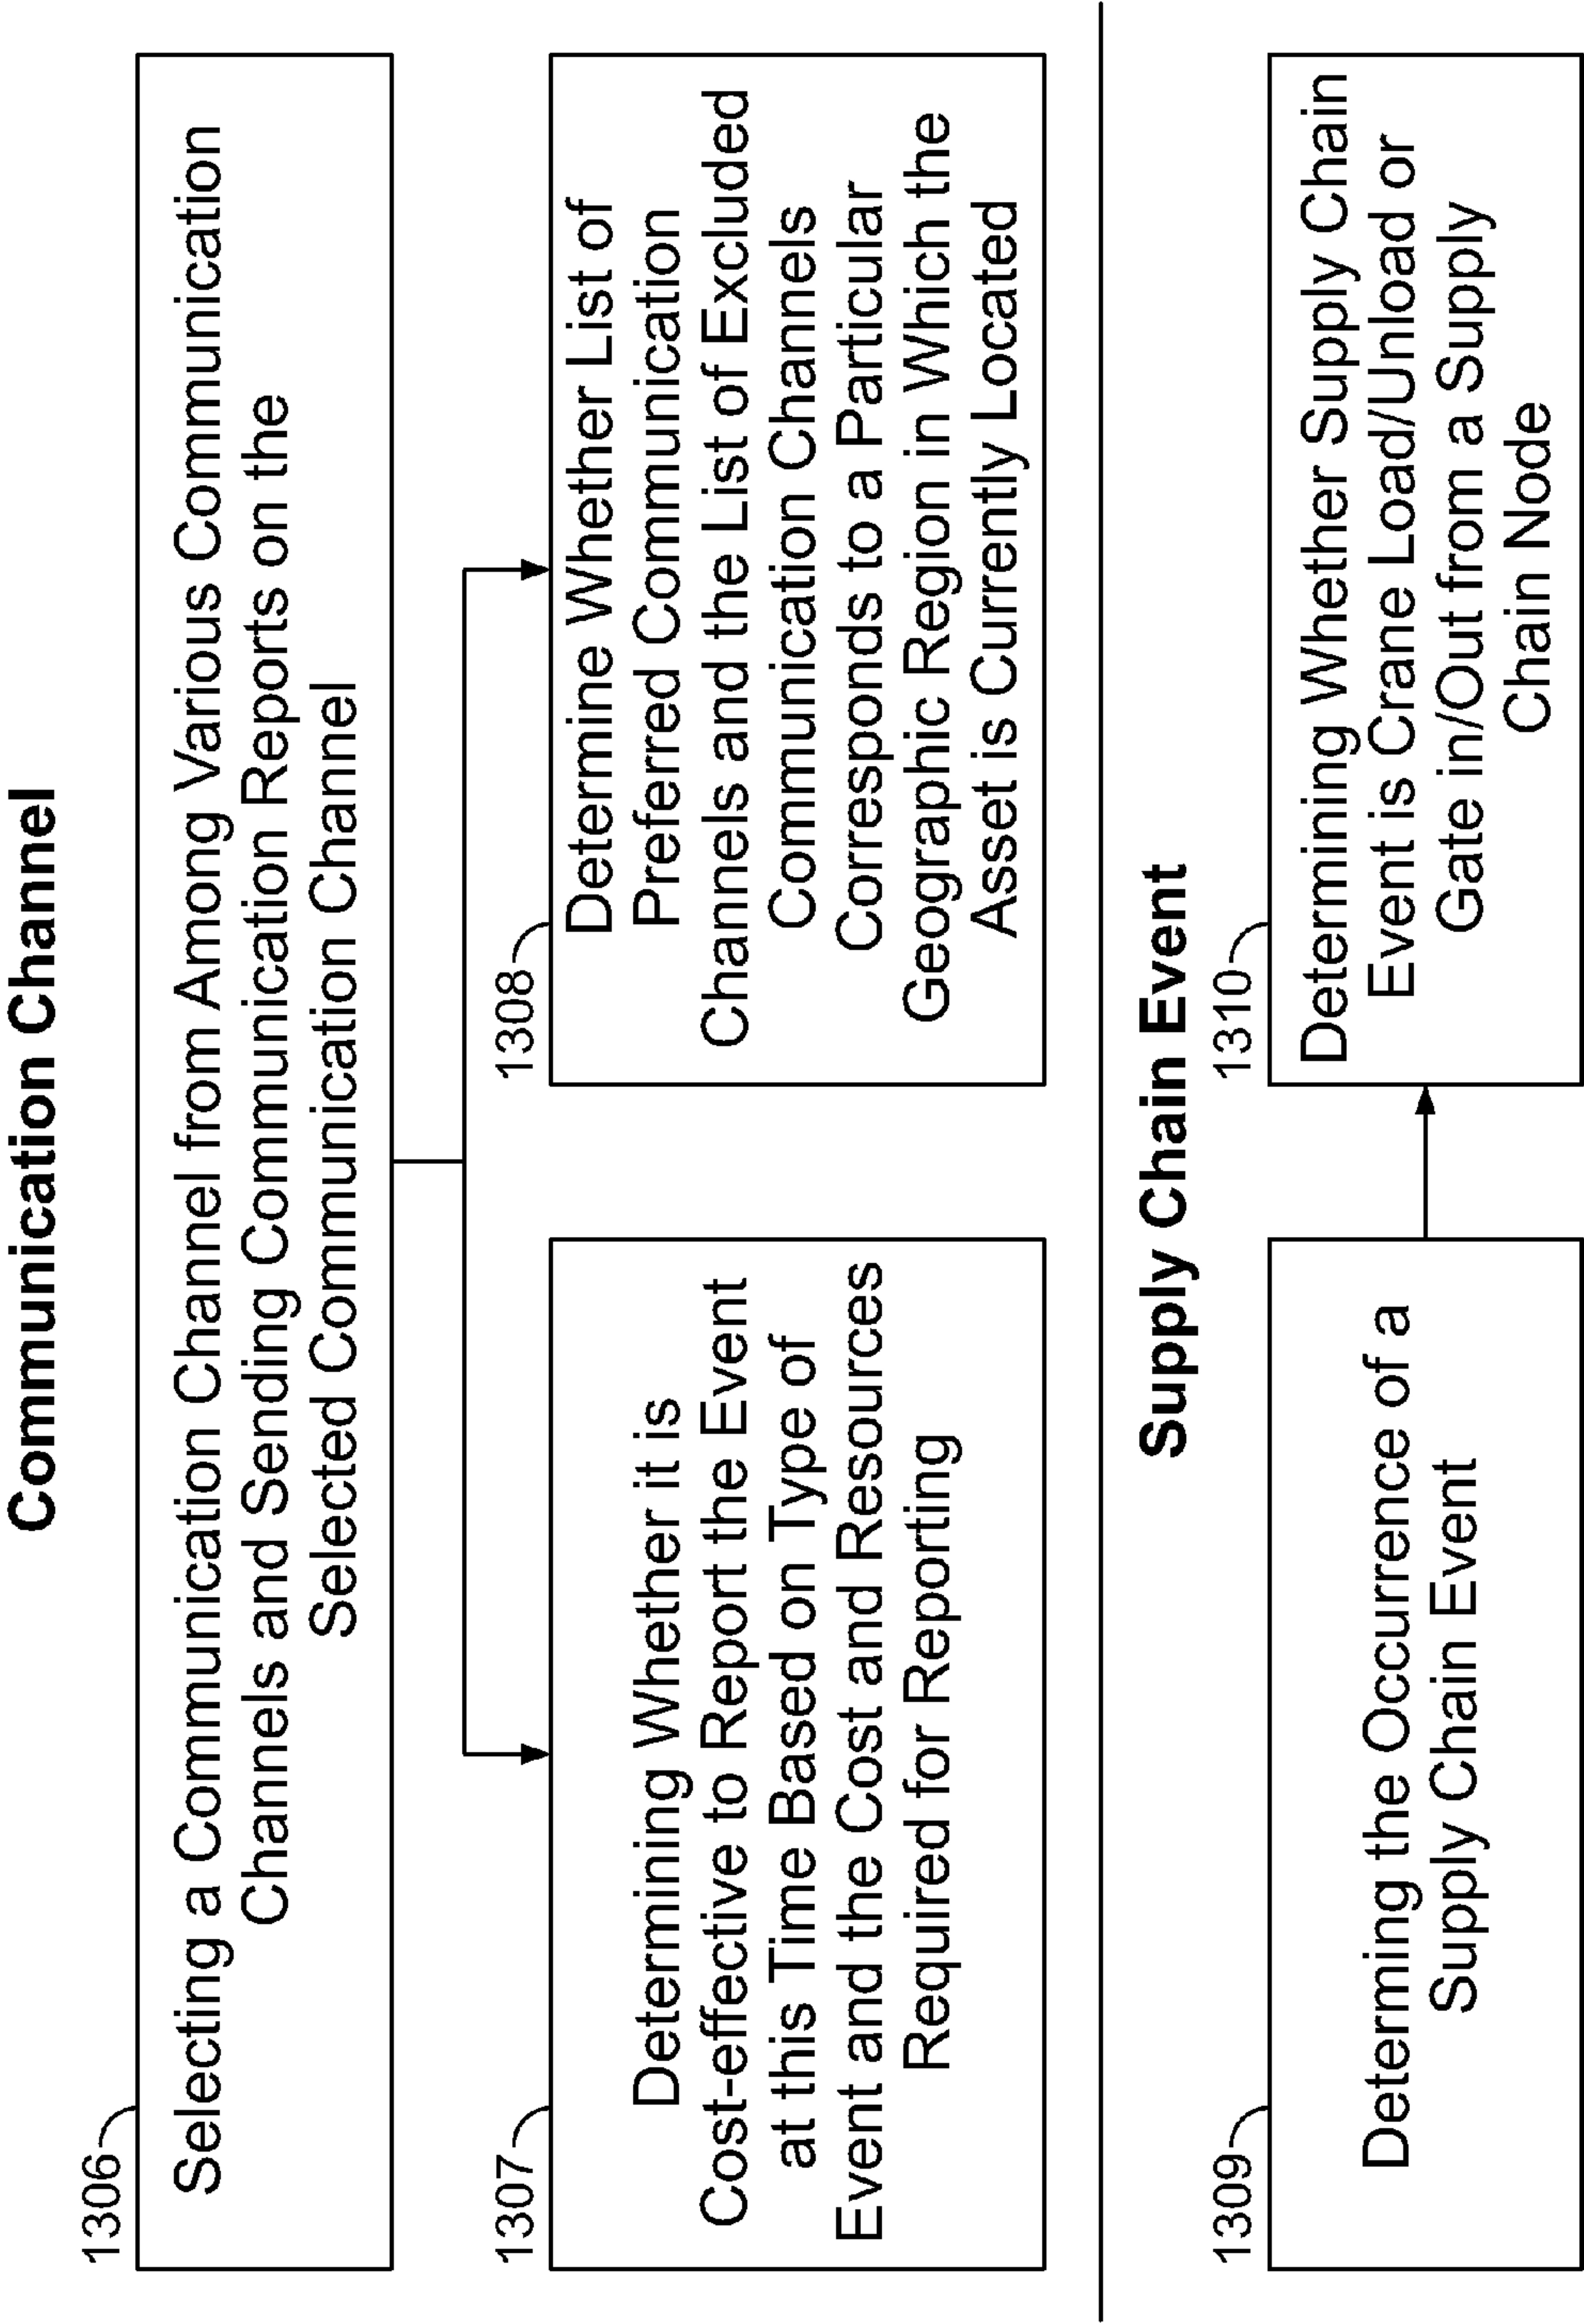 Communication Channel
1306
Selecting a Communication Channel from Among Various Communication
Channels and Sending Communication Reports on the
Selected Communication Channel
1307
Determining Whether it is
Cost-effective to Report the Event
at this Time Based on Type of
Event and the Cost and Resources
Required for Reporting
1308
Determine Whether List of
Preferred Communication
Channels and the List of Excluded
Communication Channels
Corresponds to a Particular
Geographic Region in Which the
Asset is Currently Located
Supply Chain Event
1309
Determing the Occurrence of a
Supply Chain Event
1310
Determining Whether Supply Chain
Event is Crane Load/Unload or
Gate in/Out from a Supply
Chain Node